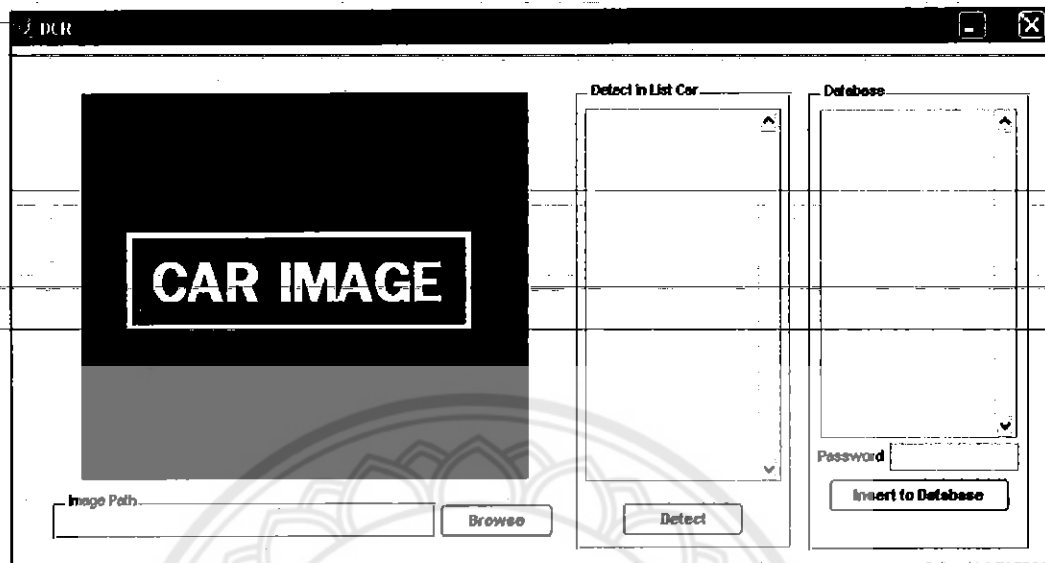 DCR
Detect in List Car
Database
CAR IMAGE
Password
Insert to Database
Image Path
Browse
Detect